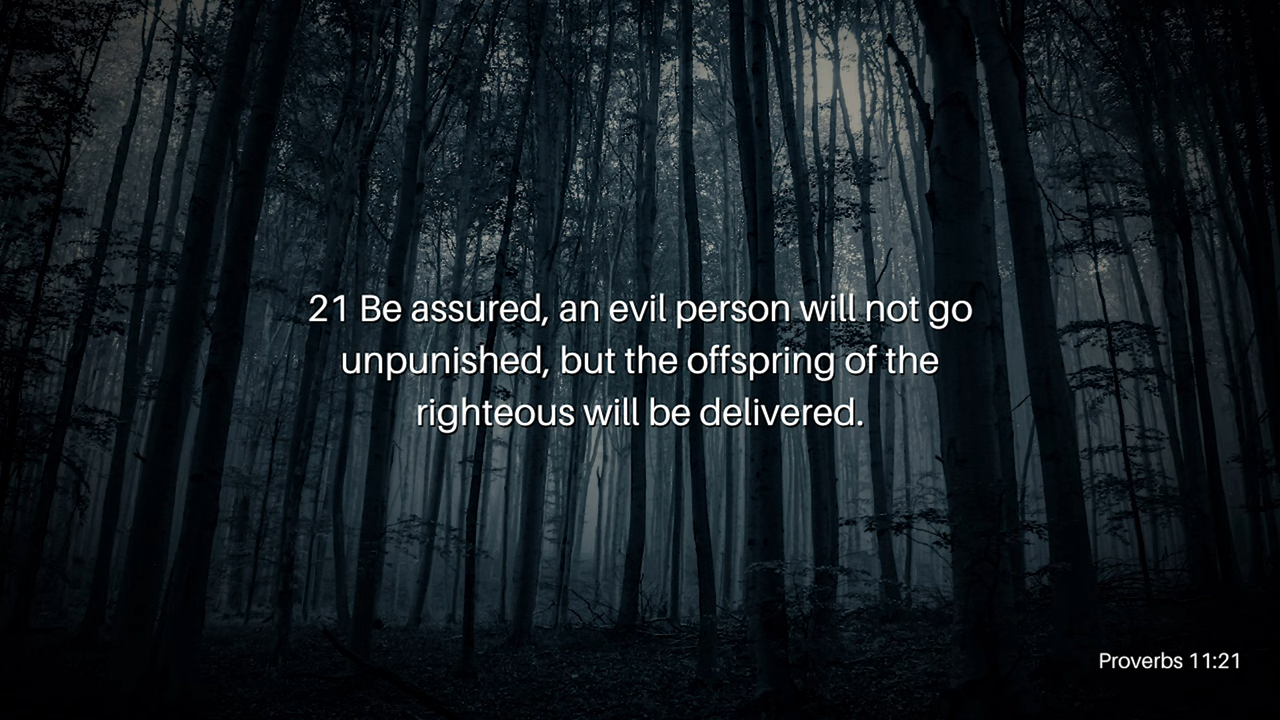 21 Be assured, an evil person will not go
unpunished, but the offspring of the
righteous will be delivered.
Proverbs 11:21